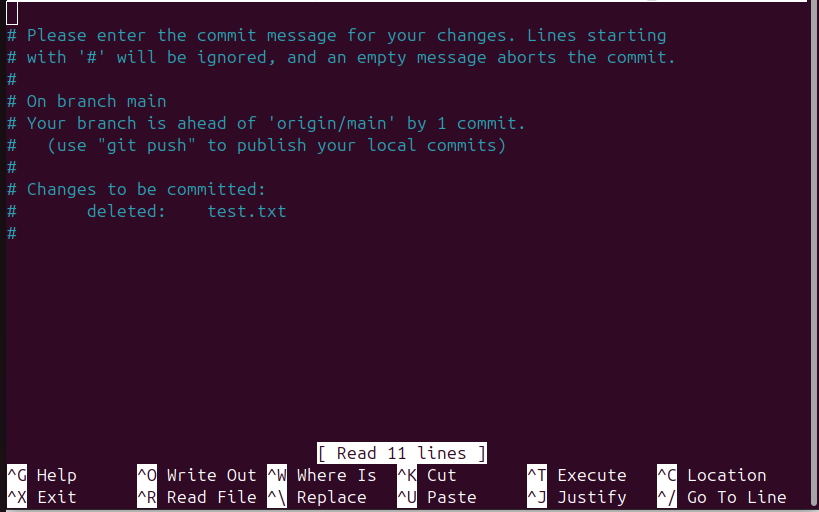 # Please enter the commit message for your changes. Lines starting
# with '#' will be ignored, and an empty message aborts the commit.
#
# On branch main
# Your branch is ahead of 'origin/main' by 1 commit.
#   (use "git push" to publish your local commits)
#
# Changes to be committed:
#       deleted:    test.txt
#
[ Read 11 lines ]
^G Help ^O Write Out ^W Where Is ^K Cut ^T Execute ^C Location
^X Exit ^R Read File ^\ Replace ^U Paste ^J Justify ^/ Go To Line